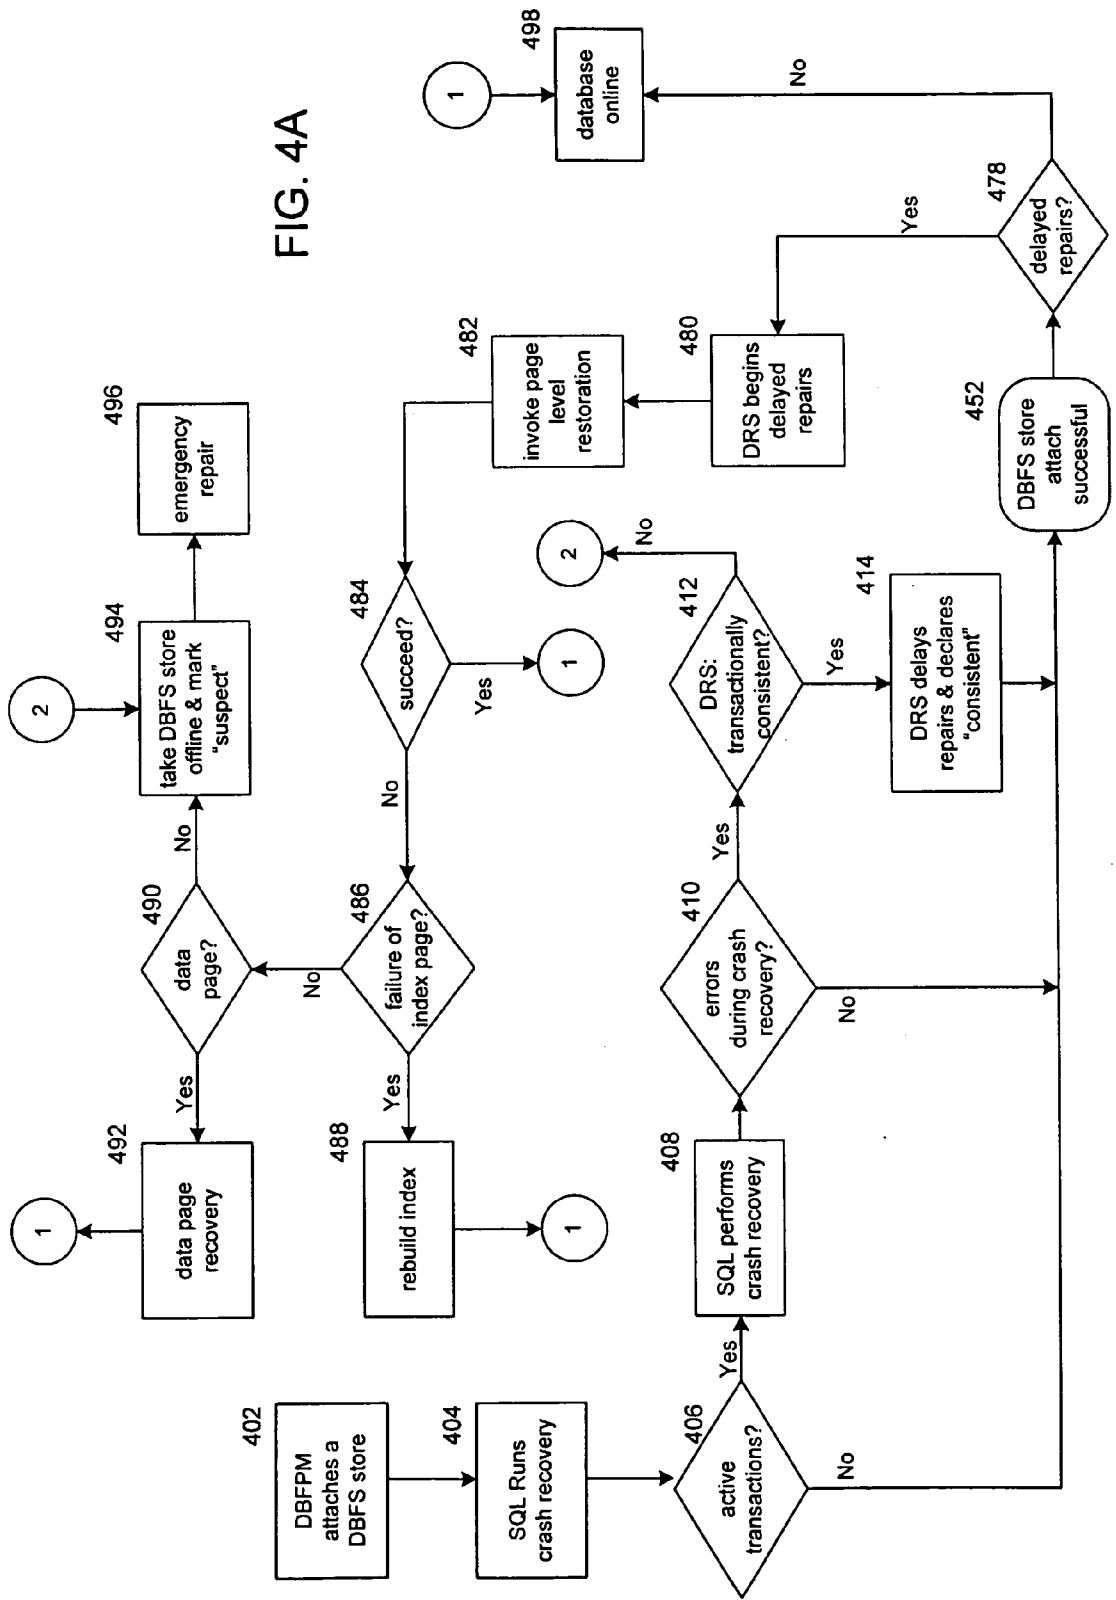 FIG. 4A
402
DBFPM
attaches a
DBFS store
404
SQL Runs
crash recovery
406
active
transactions?
Yes
No
408
SQL performs
crash recovery
410
errors
during crash
recovery?
Yes
No
412
DRS:
transactionally
consistent?
No
2
Yes
414
DRS delays
repairs & declares
"consistent"
452
DBFS store
attach
successful
478
delayed
repairs?
Yes
No
480
DRS begins
delayed
repairs
482
invoke page
level
restoration
484
succeed?
Yes
1
No
486
failure of
index page?
Yes
No
488
rebuild index
1
490
data
page?
Yes
No
492
data page
recovery
1
2
494
take DBFS store
offline & mark
"suspect"
496
emergency
repair
1
498
database
online